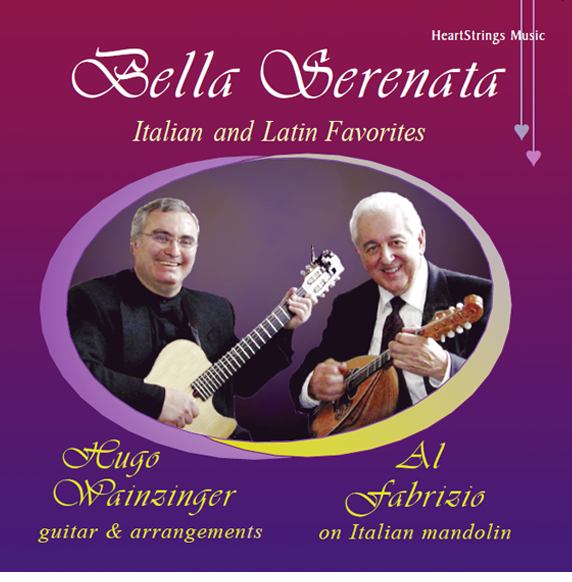 HeartStrings Music
Bella Serenata
Italian and Latin Favorites
Hugo
Wainzinger
guitar & arrangements
Al
Fabrizio
on Italian mandolin